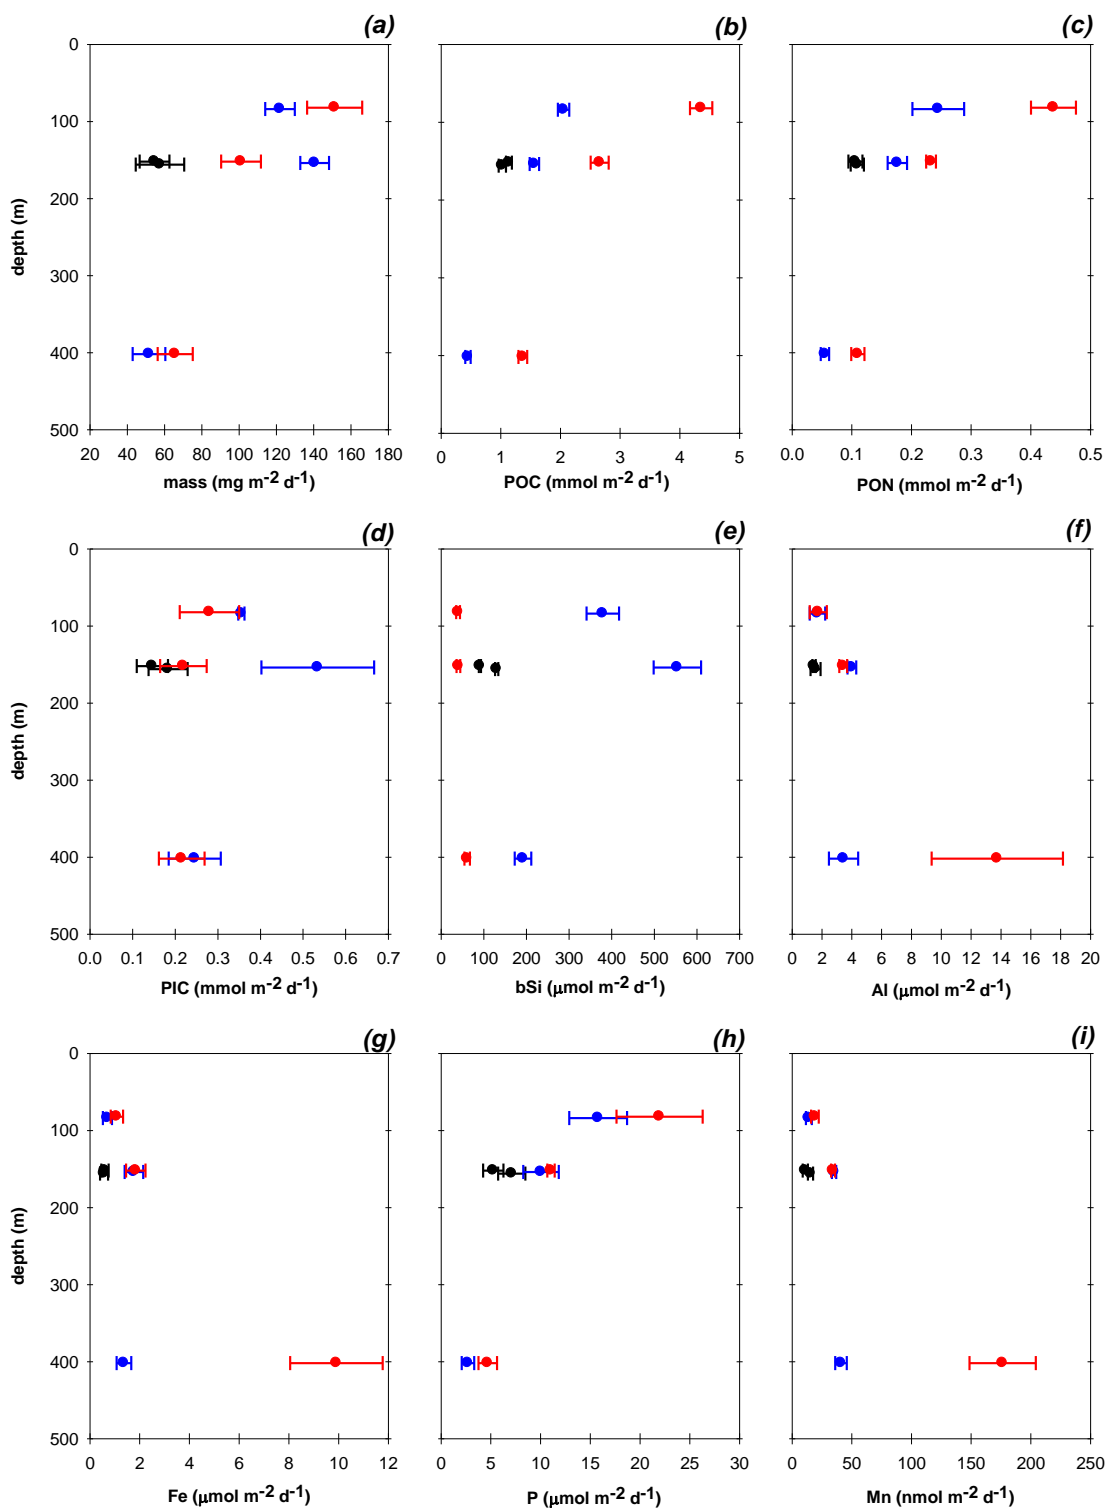 (a) (b) (c)
0
100
200
300
400
500
depth (m)
20 40 60 80 100 120 140 160 180
0 1 2 3 4 5
0.0 0.1 0.2 0.3 0.4 0.5
mass (mg m-2 d-1) POC (mmol m-2 d-1) PON (mmol m-2 d-1)
(d) (e) (f)
0
100
200
300
400
500
depth (m)
0.0 0.1 0.2 0.3 0.4 0.5 0.6 0.7
0 100 200 300 400 500 600 700
0 2 4 6 8 10 12 14 16 18 20
PIC (mmol m-2 d-1) bSi (μmol m-2 d-1) Al (μmol m-2 d-1)
(g) (h) (i)
0
100
200
300
400
500
depth (m)
0 2 4 6 8 10 12
0 5 10 15 20 25 30
0 50 100 150 200 250
Fe (μmol m-2 d-1) P (μmol m-2 d-1) Mn (nmol m-2 d-1)